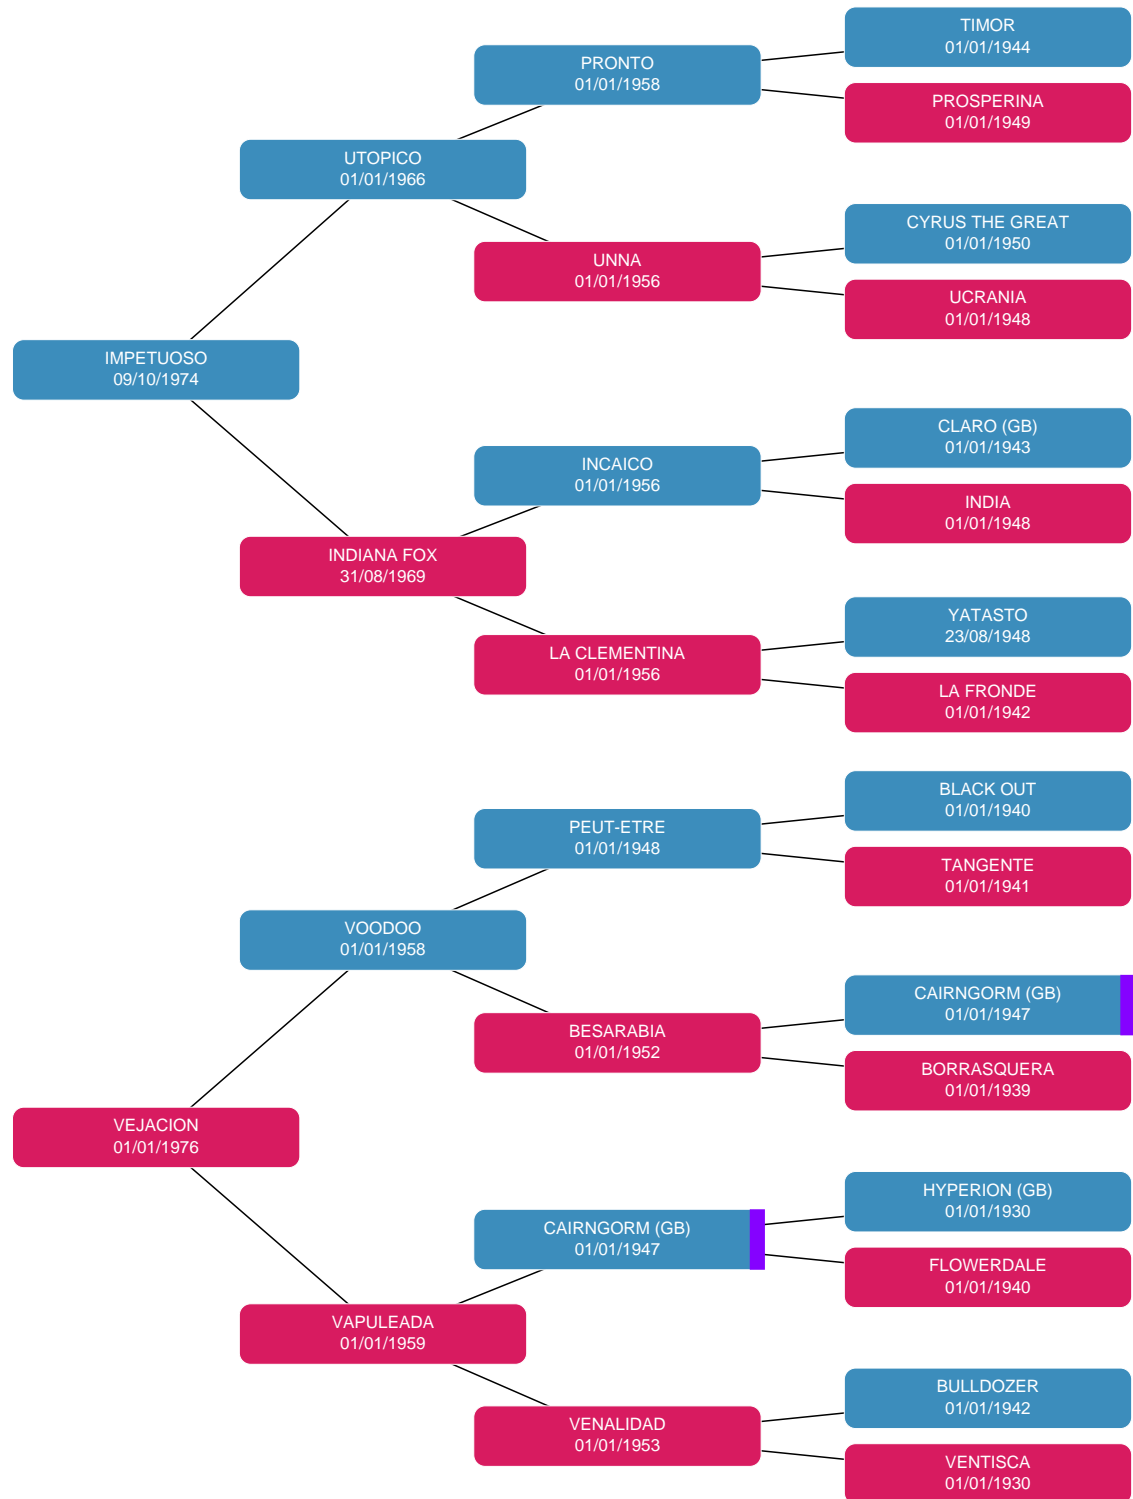 TIMOR
01/01/1944
PRONTO
01/01/1958
PROSPERINA
01/01/1949
UTOPICO
01/01/1966
CYRUS THE GREAT
01/01/1950
UNNA
01/01/1956
UCRANIA
01/01/1948
IMPETUOSO
09/10/1974
CLARO (GB)
01/01/1943
INCAICO
01/01/1956
INDIA
01/01/1948
INDIANA FOX
31/08/1969
YATASTO
23/08/1948
LA CLEMENTINA
01/01/1956
LA FRONDE
01/01/1942
BLACK OUT
01/01/1940
PEUT-ETRE
01/01/1948
TANGENTE
01/01/1941
VOODOO
01/01/1958
CAIRNGORM (GB)
01/01/1947
BESARABIA
01/01/1952
BORRASQUERA
01/01/1939
VEJACION
01/01/1976
HYPERION (GB)
01/01/1930
CAIRNGORM (GB)
01/01/1947
FLOWERDALE
01/01/1940
VAPULEADA
01/01/1959
BULLDOZER
01/01/1942
VENALIDAD
01/01/1953
VENTISCA
01/01/1930